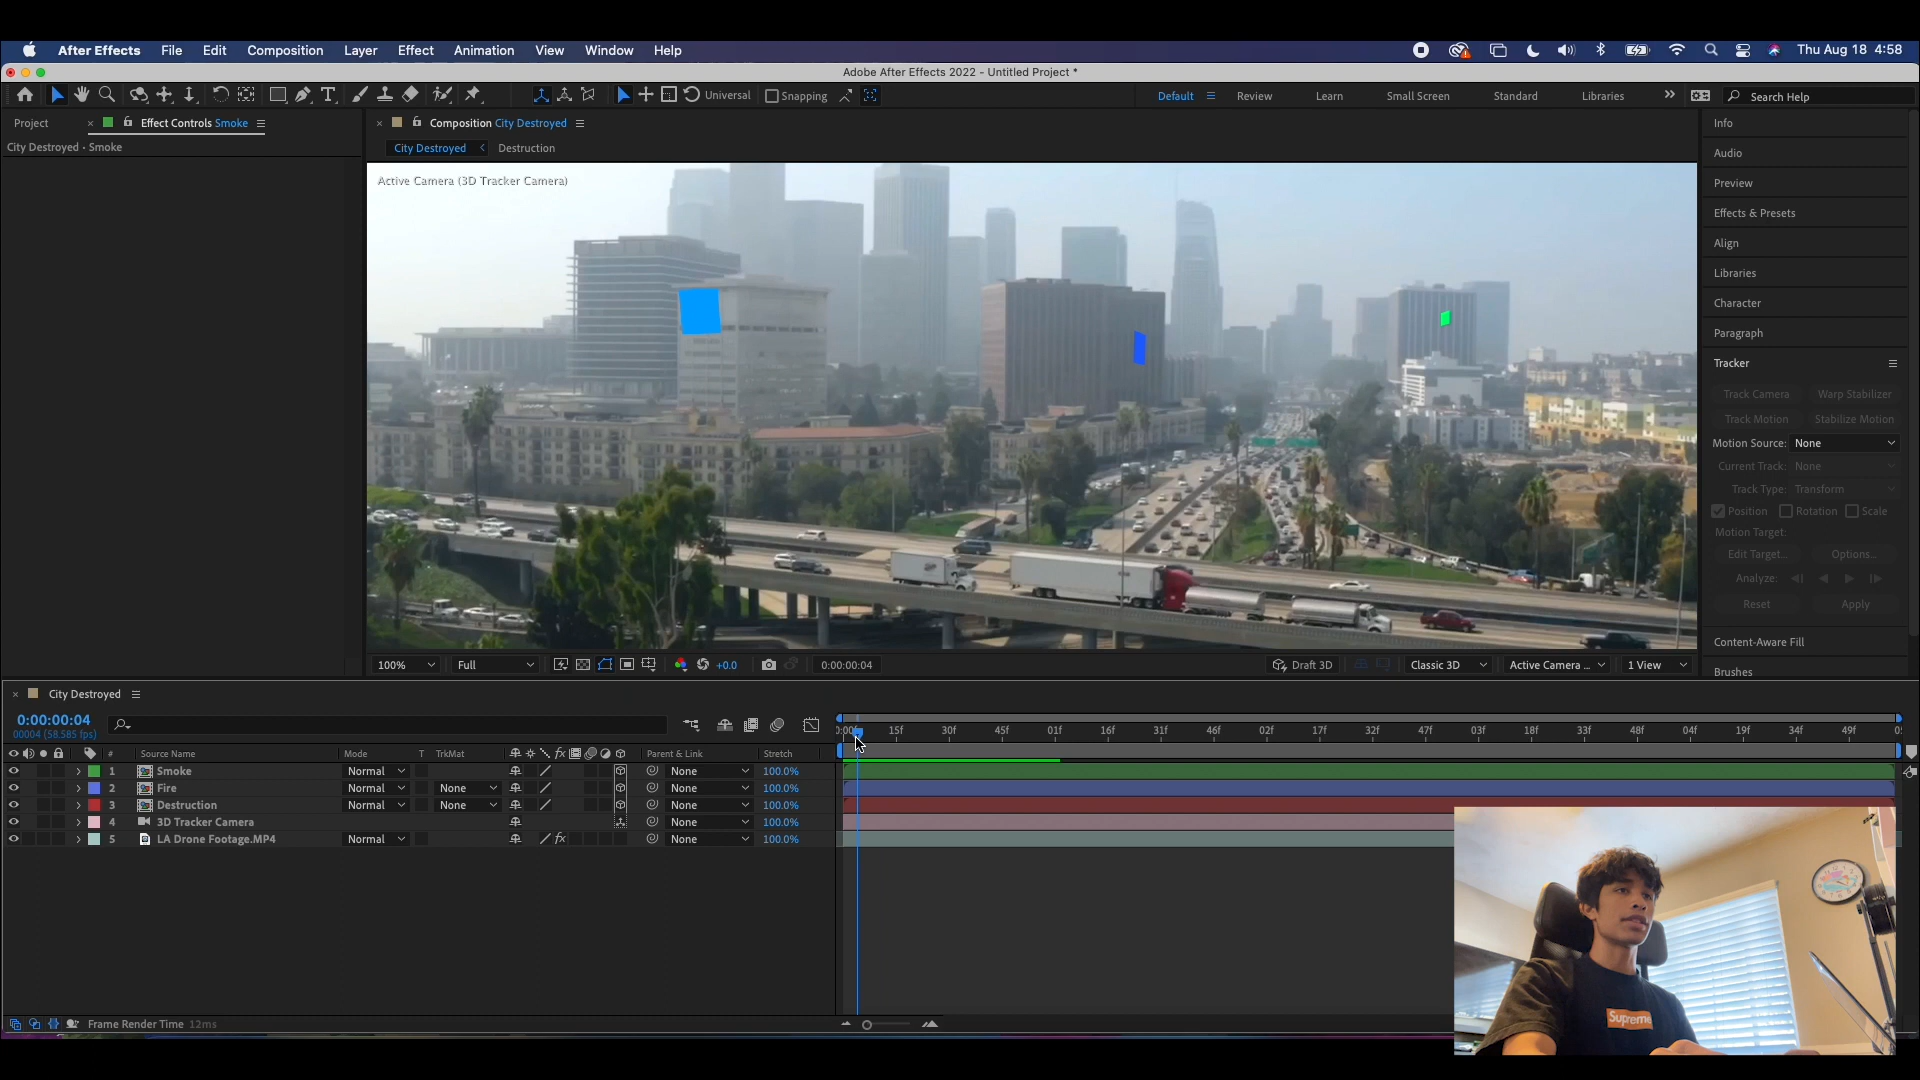 After Effects File Edit Composition Layer Effect Animation View Window Help Thu Aug 18 4:58
Adobe After Effects 2022 - Untitled Project *
Universal Snapping Default Review Learn Small Screen Standard Libraries Search Help
Project Effect Controls Smoke Composition City Destroyed Info
City Destroyed • Smoke City Destroyed Destruction
Active Camera (3D Tracker Camera)
Audio
Preview
Effects & Presets
Align
Libraries
Character
Paragraph
Tracker
Track Camera Warp Stabilizer
Track Motion Stabilize Motion
Motion Source: None
Current Track: None
Track Type: Transform
Position Rotation Scale
Motion Target:
Edit Target... Options...
Analyze:
Reset Apply
Content-Aware Fill
Brushes
100% Full +0.0 0:00:00:04 Draft 3D Classic 3D Active Camera ... 1 View
City Destroyed
0:00:00:04
00004 (58.585 fps)
15f 30f 45f 01f 16f 31f 46f 02f 17f 32f 47f 03f 18f 33f 48f 04f 19f 34f 49f
# Source Name Mode T TrkMat Parent & Link Stretch
1 Smoke Normal None 100.0%
2 Fire Normal None None 100.0%
3 Destruction Normal None None 100.0%
4 3D Tracker Camera None 100.0%
5 LA Drone Footage.MP4 Normal None 100.0%
Frame Render Time 12ms
Supreme